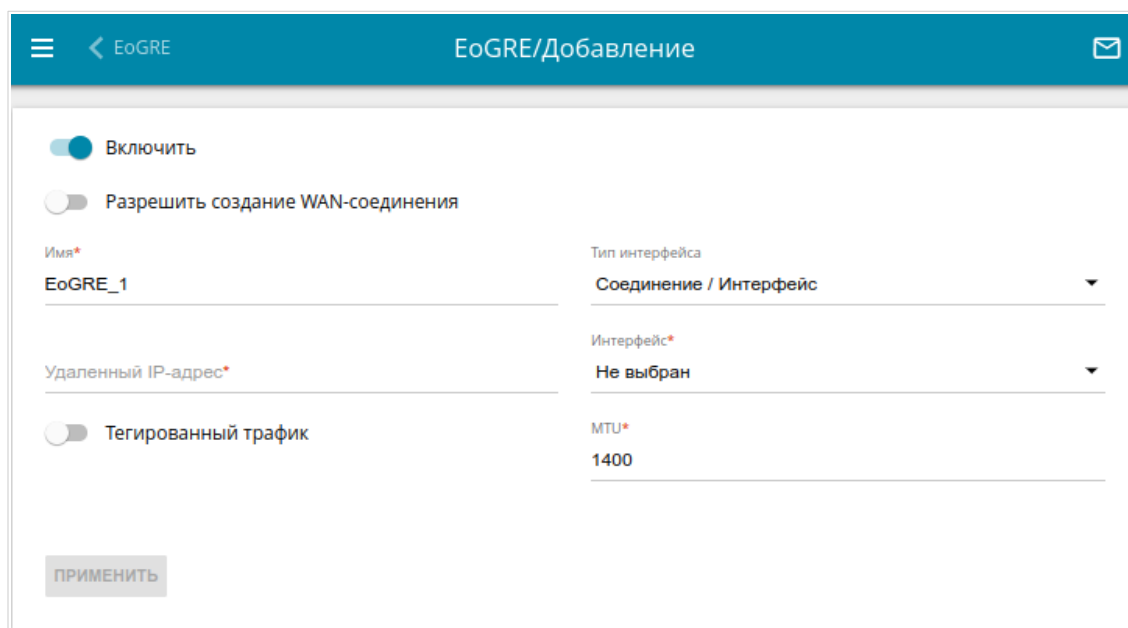 EoGRE
EoGRE/Добавление
Включить
Разрешить создание WAN-соединения
Имя*
EoGRE_1
Тип интерфейса
Соединение / Интерфейс
Удаленный IP-адрес*
Интерфейс*
Не выбран
Тегированный трафик
MTU*
1400
ПРИМЕНИТЬ